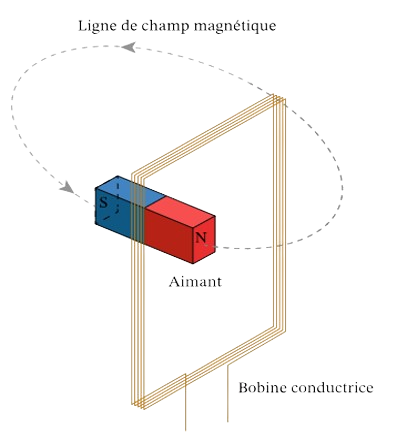 Ligne de champ magnétique
S
N
Aimant
Bobine conductrice